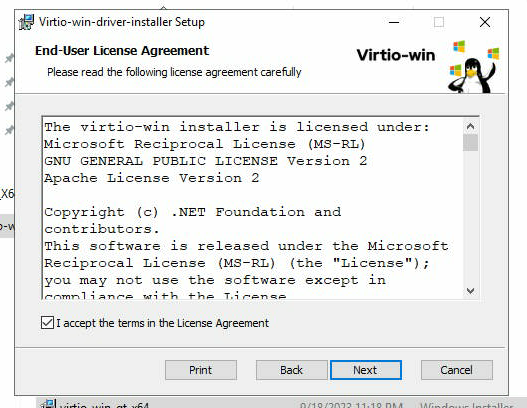 Virtio-win-driver-installer Setup
End-User License Agreement
Please read the following license agreement carefully
Virtio-win
The virtio-win installer is licensed under:
Microsoft Reciprocal License (MS-RL)
GNU GENERAL PUBLIC LICENSE Version 2
Apache License Version 2
Copyright (c) .NET Foundation and
contributors.
This software is released under the Microsoft
Reciprocal License (MS-RL) (the "License");
you may not use the software except in
compliance with the License
I accept the terms in the License Agreement
Print
Back
Next
Cancel
virtio-win-gt-x64
9/18/2023 11:18 PM
Windows Installer